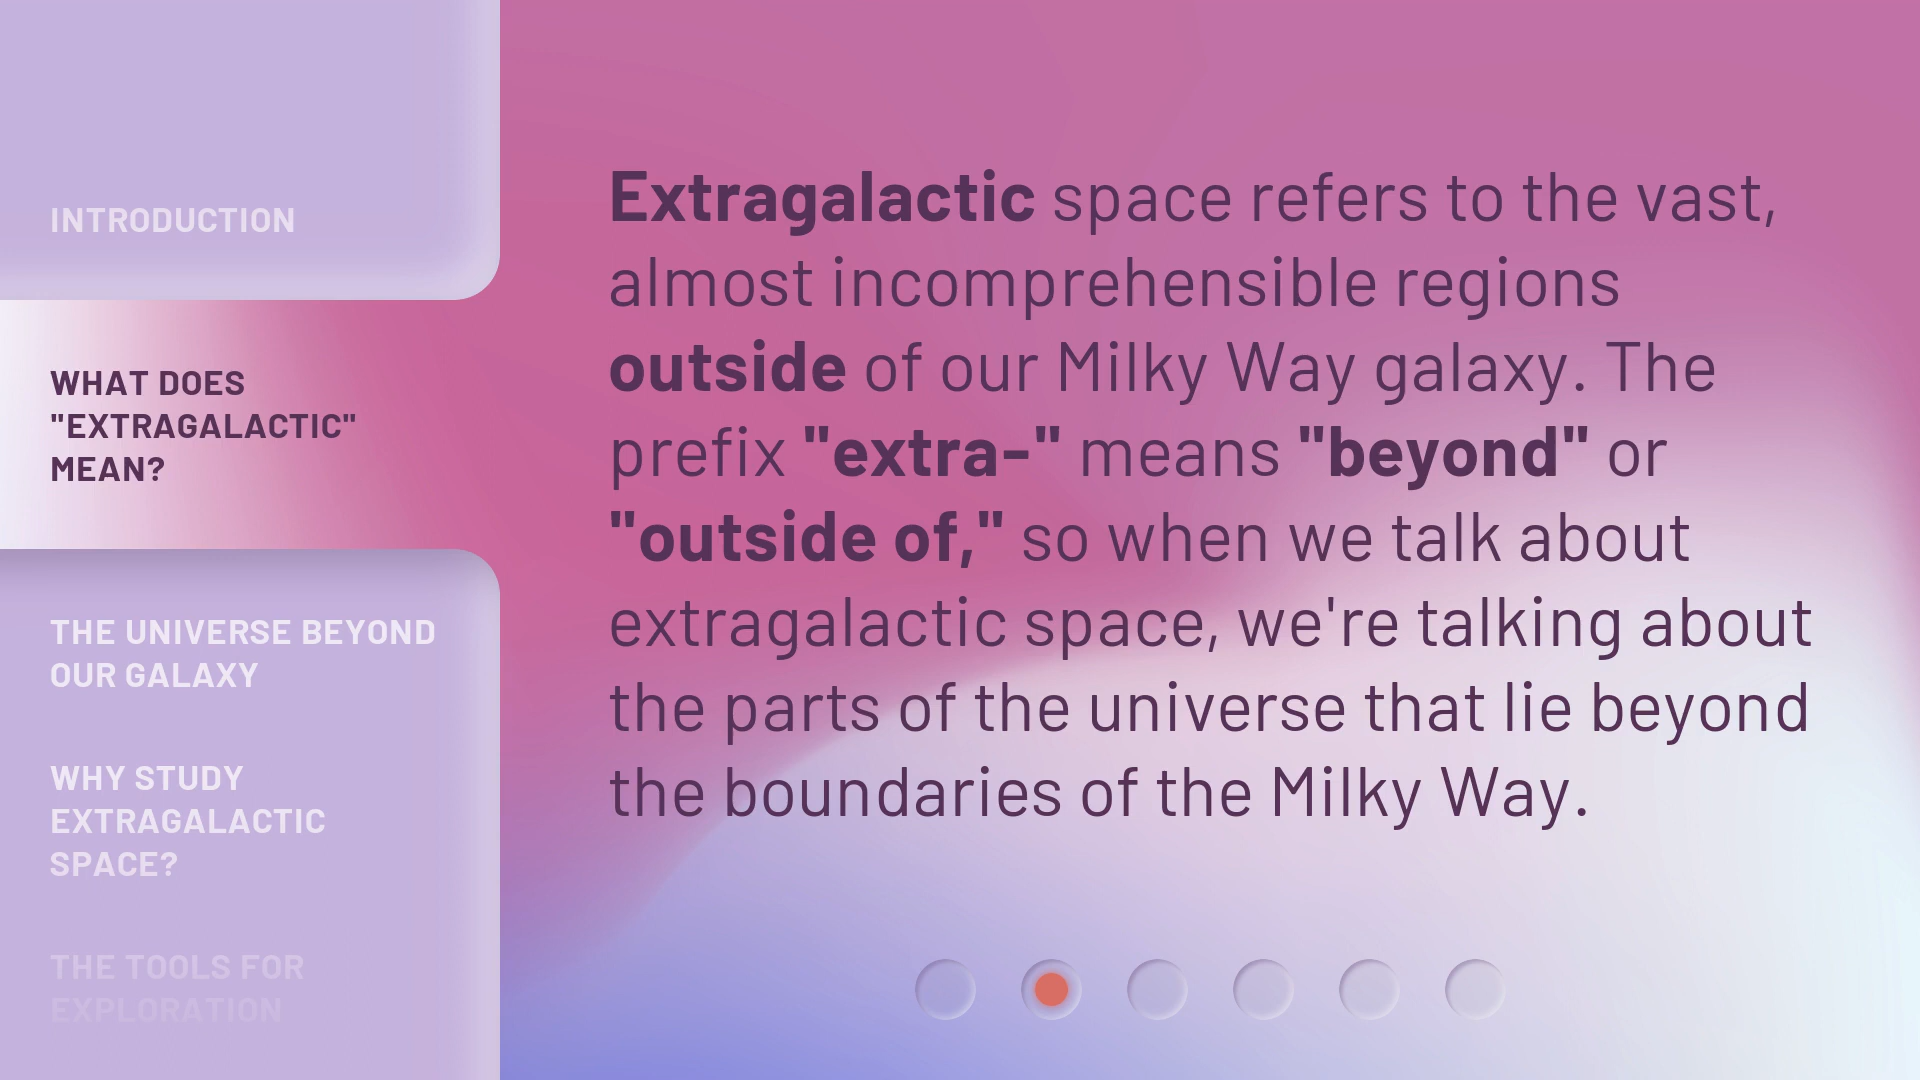 INTRODUCTION
WHAT DOES
"EXTRAGALACTIC"
MEAN?
THE UNIVERSE BEYOND
OUR GALAXY
WHY STUDY
EXTRAGALACTIC
SPACE?
THE TOOLS FOR
EXPLORATION
Extragalactic space refers to the vast,
almost incomprehensible regions
outside of our Milky Way galaxy. The
prefix "extra-" means "beyond" or
"outside of," so when we talk about
extragalactic space, we're talking about
the parts of the universe that lie beyond
the boundaries of the Milky Way.